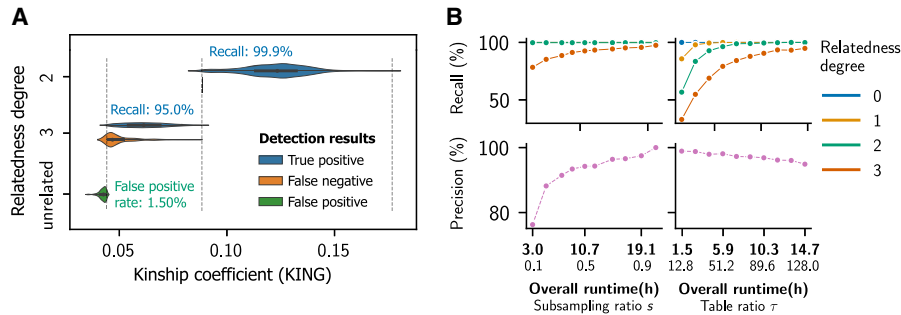 A
Relatedness degree
2
3
unrelated
Recall: 99.9%
Recall: 95.0%
False positive
rate: 1.50%
Detection results
True positive
False negative
False positive
0.05
0.10
0.15
Kinship coefficient (KING)
B
Recall (%)
100
50
Precision (%)
100
80
3.0 10.7 19.1
0.1 0.5 0.9
Overall runtime(h)
Subsampling ratio s
1.5 5.9 10.3 14.7
12.8 51.2 89.6 128.0
Overall runtime(h)
Table ratio τ
Relatedness
degree
0
1
2
3